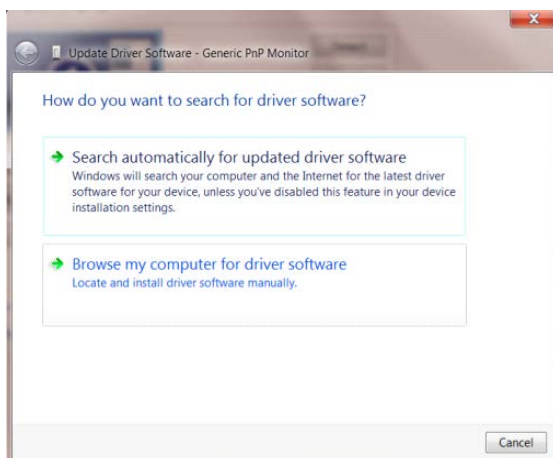 Update Driver Software - Generic PnP Monitor
How do you want to search for driver software?
Search automatically for updated driver software
Windows will search your computer and the Internet for the latest driver
software for your device, unless you've disabled this feature in your device
installation settings.
Browse my computer for driver software
Locate and install driver software manually.
Cancel